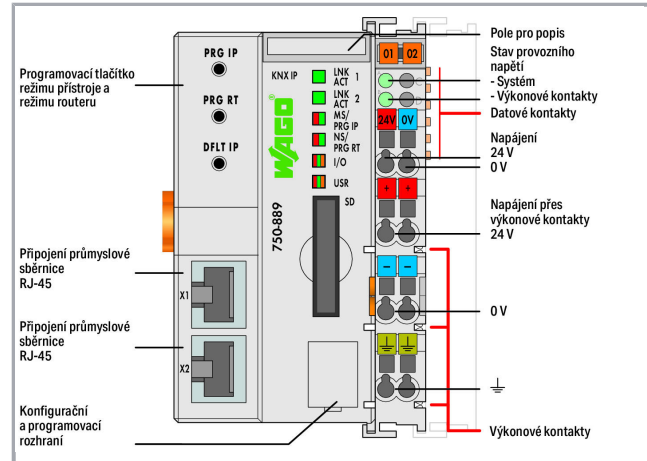 Programovací tlačítko
režimu přístroje a
režimu routeru
Připojení průmyslové
sběrnice
RJ-45
Připojení průmyslové
sběrnice
RJ-45
Konfigurační
a programovací
rozhraní
PRG IP
PRG RT
DFLT IP
X1
X2
KNX IP
LNK 1
ACT
LNK 2
ACT
MS/
PRG IP
NS/
PRG RT
I/O
USR
WAGO
750-889
SD
01 02
24V 0V
+ +
− −
Pole pro popis
Stav provozního
napětí
- Systém
- Výkonové kontakty
Datové kontakty
Napájení
24 V
0 V
Napájení přes
výkonové kontakty
24 V
0 V
Výkonové kontakty